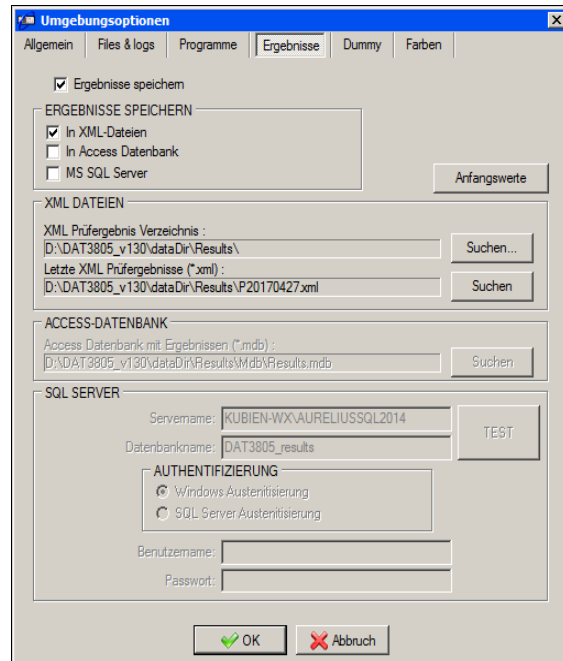 Umgebungsoptionen
Allgemein Files & logs Programme Ergebnisse Dummy Farben
Ergebnisse speichern
ERGEBNISSE SPEICHERN
In XML-Dateien
In Access Datenbank
MS SQL Server
Anfangswerte
XML DATEIEN
XML Prüfergebnis Verzeichnis :
D:\DAT3805_v130\dataDir\Results\
Suchen...
Letzte XML Prüfergebnisse (*.xml) :
D:\DAT3805_v130\dataDir\Results\P20170427.xml
Suchen
ACCESS-DATENBANK
Access Datenbank mit Ergebnissen (*.mdb) :
D:\DAT3805_v130\dataDir\Results\Mdb\Results.mdb
Suchen
SQL SERVER
Servername: KUBIEN-WX\AURELIUSSQL2014
TEST
Datenbankname: DAT3805_results
AUTHENTIFIZIERUNG
Windows Austenitisierung
SQL Server Austenitisierung
Benutzername:
Passwort:
OK Abbruch